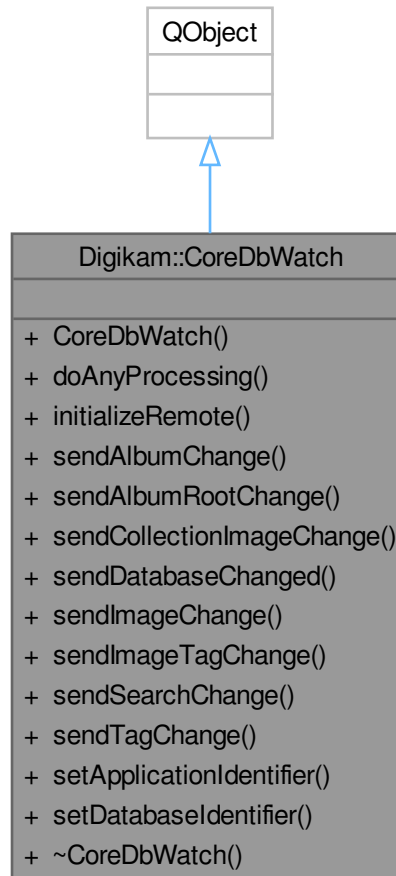 QObject
Digikam::CoreDbWatch
+ CoreDbWatch()
+ doAnyProcessing()
+ initializeRemote()
+ sendAlbumChange()
+ sendAlbumRootChange()
+ sendCollectionImageChange()
+ sendDatabaseChanged()
+ sendImageChange()
+ sendImageTagChange()
+ sendSearchChange()
+ sendTagChange()
+ setApplicationIdentifier()
+ setDatabaseIdentifier()
+ ~CoreDbWatch()